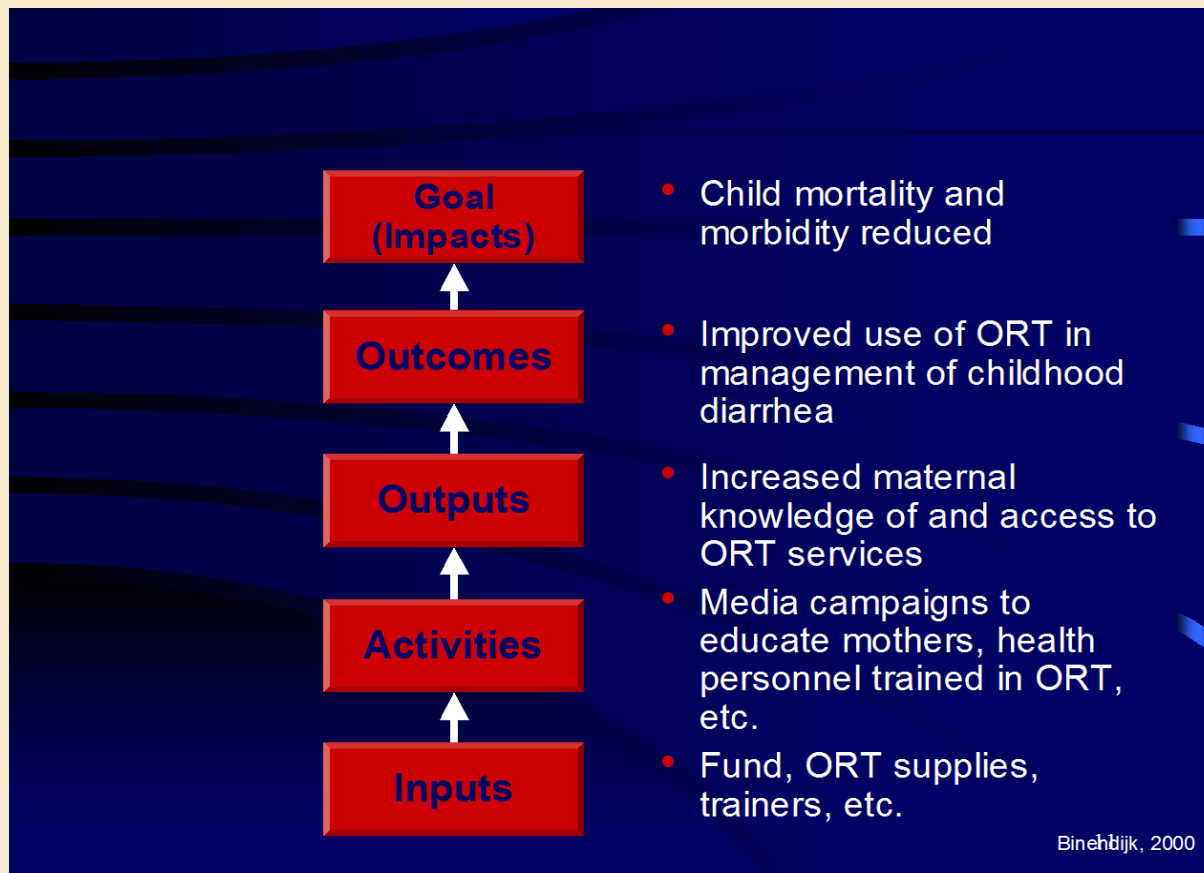 Goal
(Impacts)
• Child mortality and
morbidity reduced
Outcomes
• Improved use of ORT in
management of childhood
diarrhea
Outputs
• Increased maternal
knowledge of and access to
ORT services
Activities
• Media campaigns to
educate mothers, health
personnel trained in ORT,
etc.
Inputs
• Fund, ORT supplies,
trainers, etc.
2000